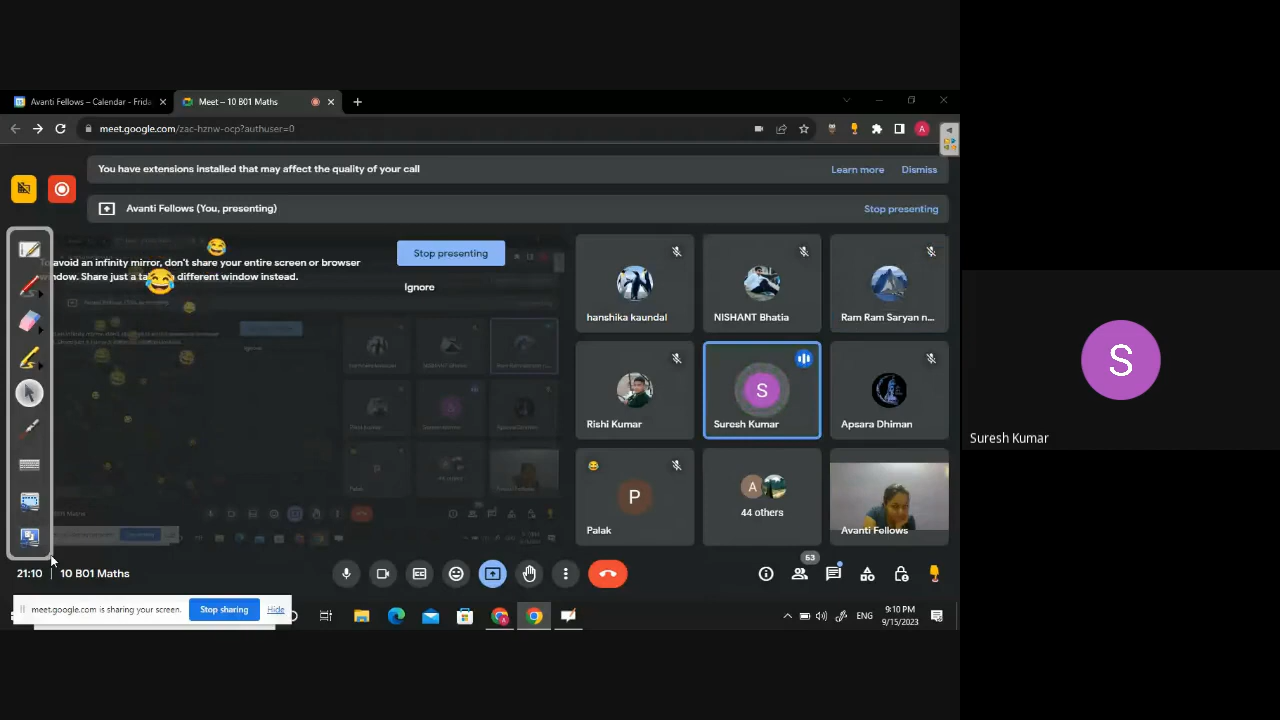 Avanti Fellows – Calendar - Frida
Meet – 10 B01 Maths
meet.google.com/zac-hznw-ocp?authuser=0
A
You have extensions installed that may affect the quality of your call
Learn more
Dismiss
Avanti Fellows (You, presenting)
Stop presenting
To avoid an infinity mirror, don't share your entire screen or browser
window. Share just a tab or a different window instead.
Stop presenting
Ignore
hanshika kaundal
NISHANT Bhatia
Ram Ram Saryan n...
Rishi Kumar
S
Suresh Kumar
Apsara Dhiman
P
Palak
A
44 others
Avanti Fellows
S
Suresh Kumar
21:10
10 B01 Maths
53
meet.google.com is sharing your screen.
Stop sharing
Hide
ENG
9:10 PM
9/15/2023